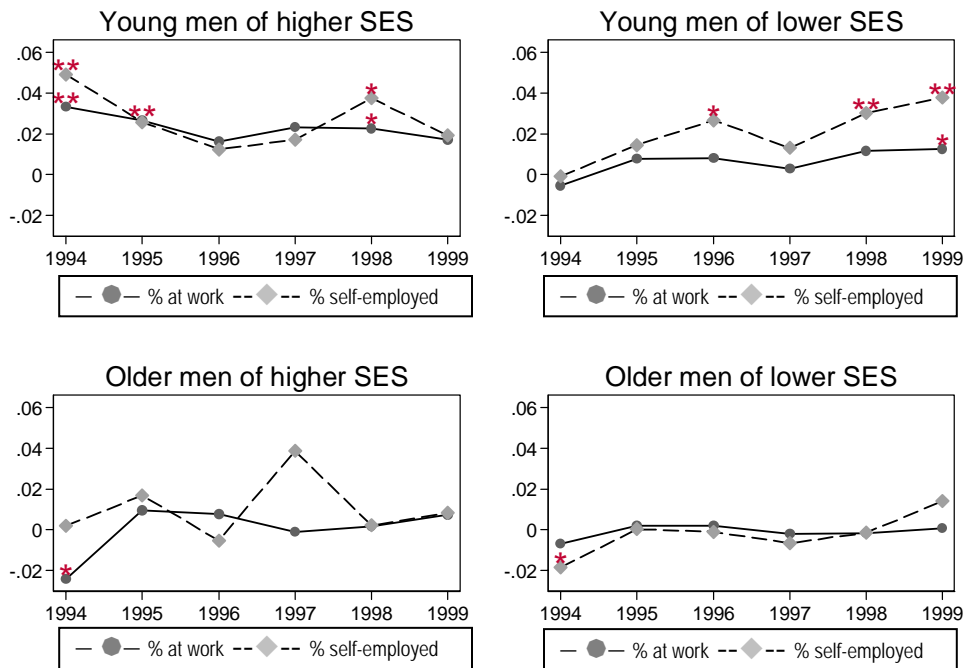 Young men of higher SES
.06
.04
.02
0
-.02
** ** ** * *
1994 1995 1996 1997 1998 1999
% at work % self-employed
Young men of lower SES
.06
.04
.02
0
-.02
* ** ** *
1994 1995 1996 1997 1998 1999
% at work % self-employed
Older men of higher SES
.06
.04
.02
0
-.02
*
1994 1995 1996 1997 1998 1999
% at work % self-employed
Older men of lower SES
.06
.04
.02
0
-.02
*
1994 1995 1996 1997 1998 1999
% at work % self-employed